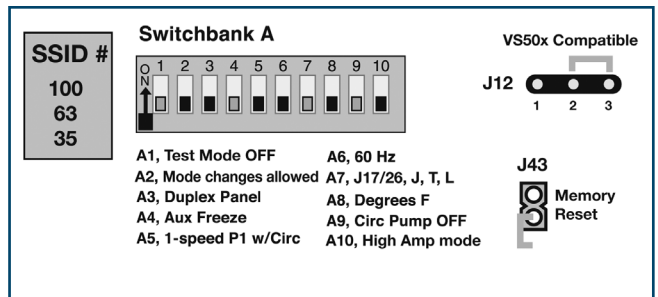 SSID #
100
63
35
Switchbank A
ON
1 2 3 4 5 6 7 8 9 10
A1, Test Mode OFF
A2, Mode changes allowed
A3, Duplex Panel
A4, Aux Freeze
A5, 1-speed P1 w/Circ
A6, 60 Hz
A7, J17/26, J, T, L
A8, Degrees F
A9, Circ Pump OFF
A10, High Amp mode
VS50x Compatible
J12
1 2 3
J43
Memory
Reset